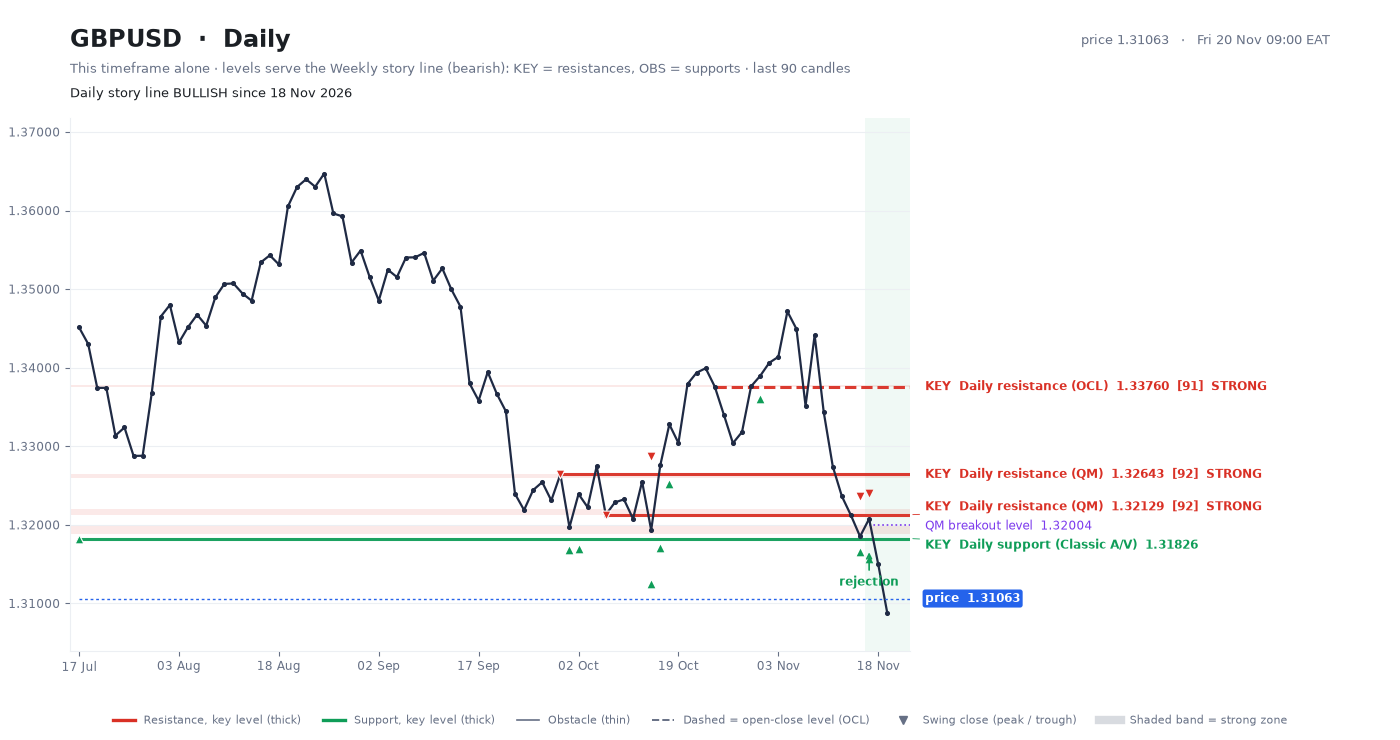 GBPUSD · Daily
price 1.31063 · Fri 20 Nov 09:00 EAT
This timeframe alone · levels serve the Weekly story line (bearish): KEY = resistances, OBS = supports · last 90 candles
Daily story line BULLISH since 18 Nov 2026
1.37000
1.36000
1.35000
1.34000
1.33000
1.32000
1.31000
KEY Daily resistance (OCL) 1.33760 [91] STRONG
KEY Daily resistance (QM) 1.32643 [92] STRONG
KEY Daily resistance (QM) 1.32129 [92] STRONG
QM breakout level 1.32004
KEY Daily support (Classic A/V) 1.31826
rejection
price 1.31063
17 Jul 03 Aug 18 Aug 02 Sep 17 Sep 02 Oct 19 Oct 03 Nov 18 Nov
Resistance, key level (thick) Support, key level (thick) Obstacle (thin) Dashed = open-close level (OCL) Swing close (peak / trough) Shaded band = strong zone